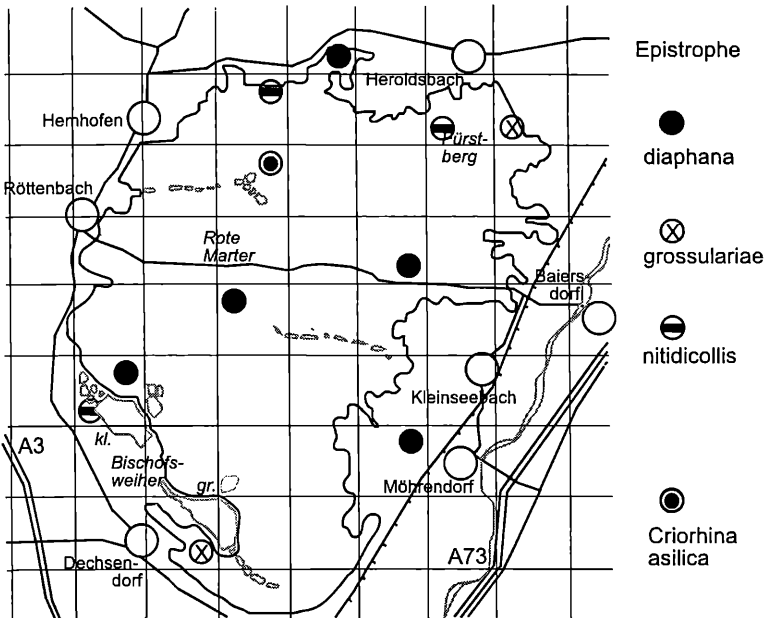 Epistrophe
Heroldsbach
Hemhofen
Fürst-
berg
diaphana
Röttenbach
Rote
Marter
grossulariae
Baiers
dorf
nitidicollis
Kleinseebach
kl.
A3
Bischofs-
weiher
gr.
Möhrendorf
Criorhina
asilica
A73
Dechsen-
dorf